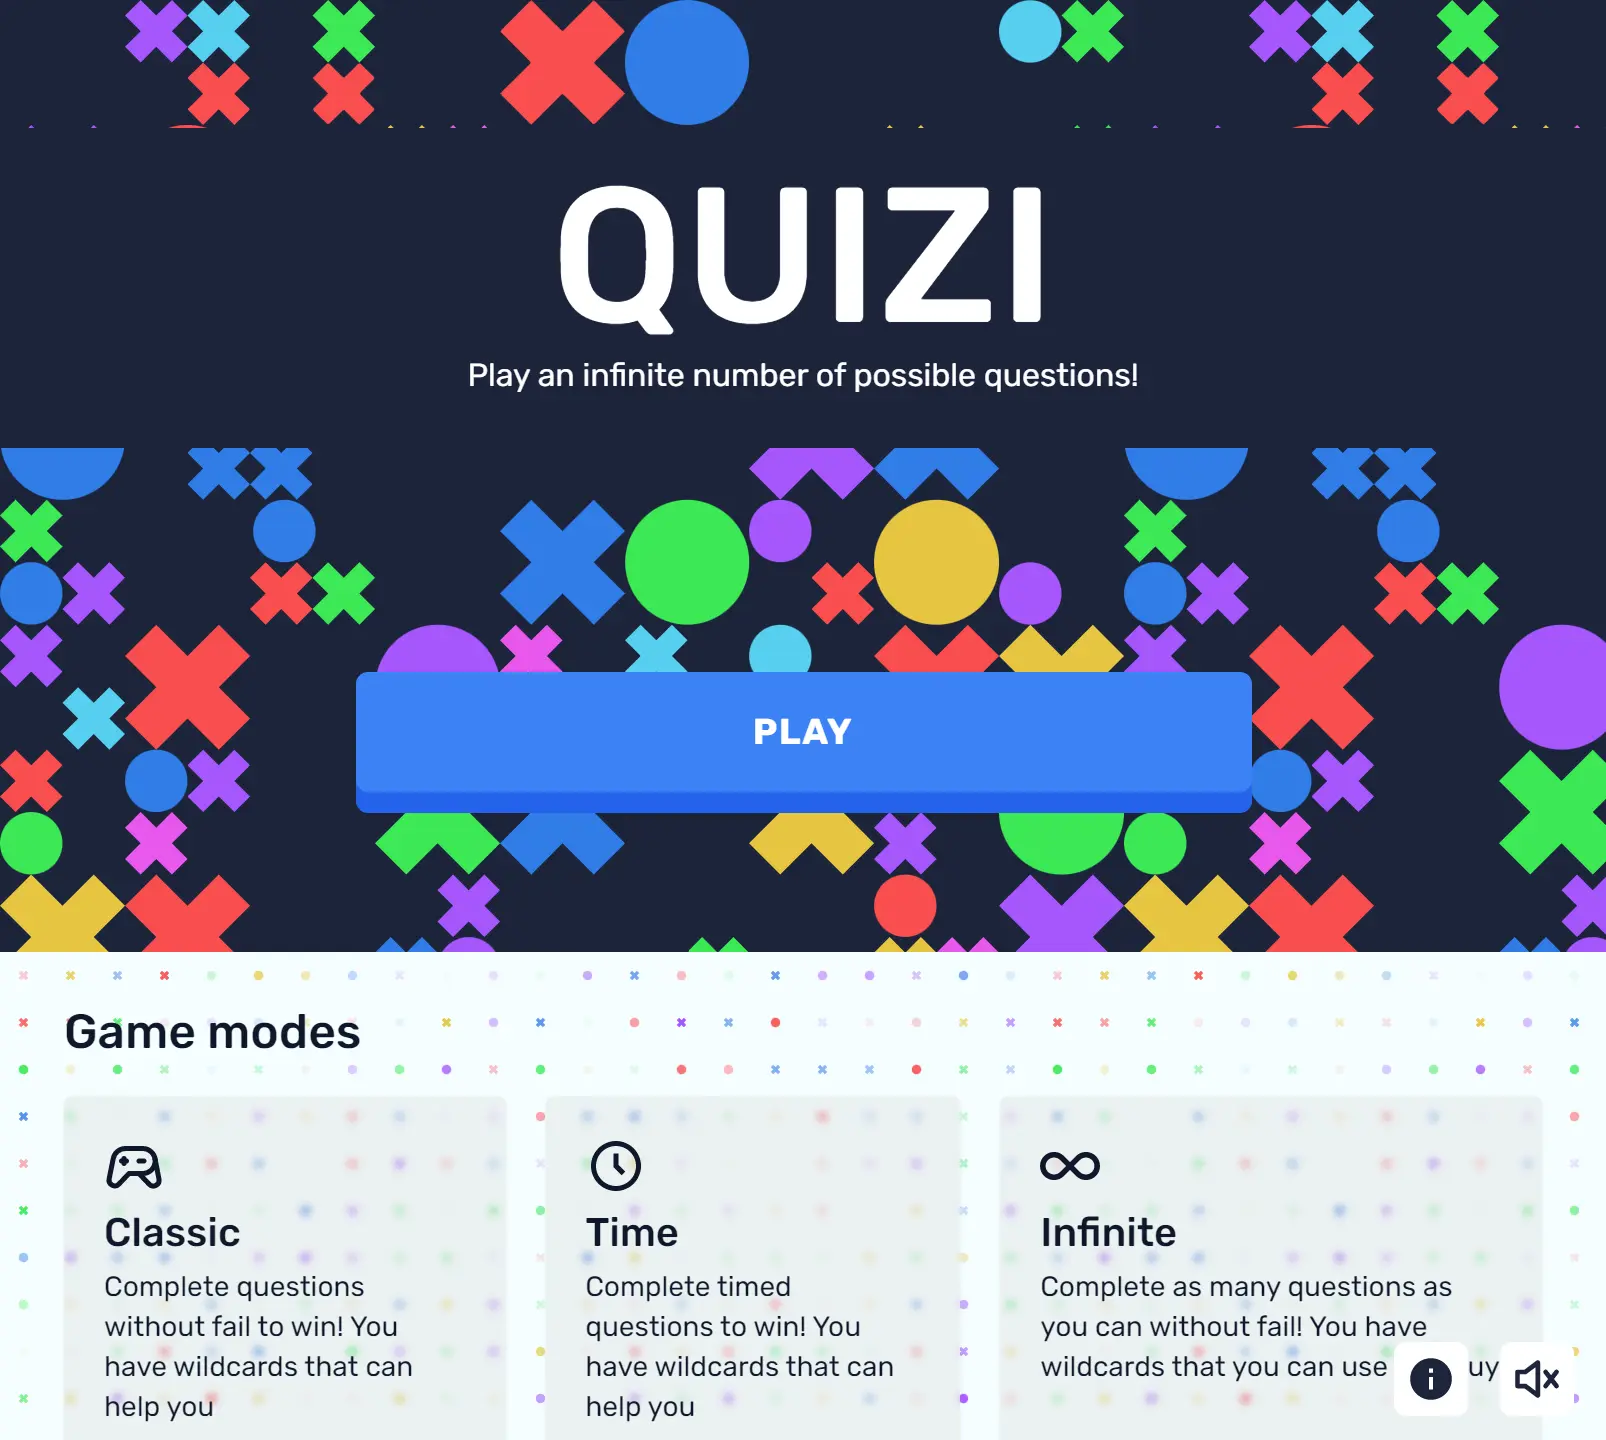 QUIZI
Play an infinite number of possible questions!
PLAY
Game modes
Classic
Complete questions
without fail to win! You
have wildcards that can
help you
Time
Complete timed
questions to win! You
have wildcards that can
help you
Infinite
Complete as many questions as
you can without fail! You have
wildcards that you can use